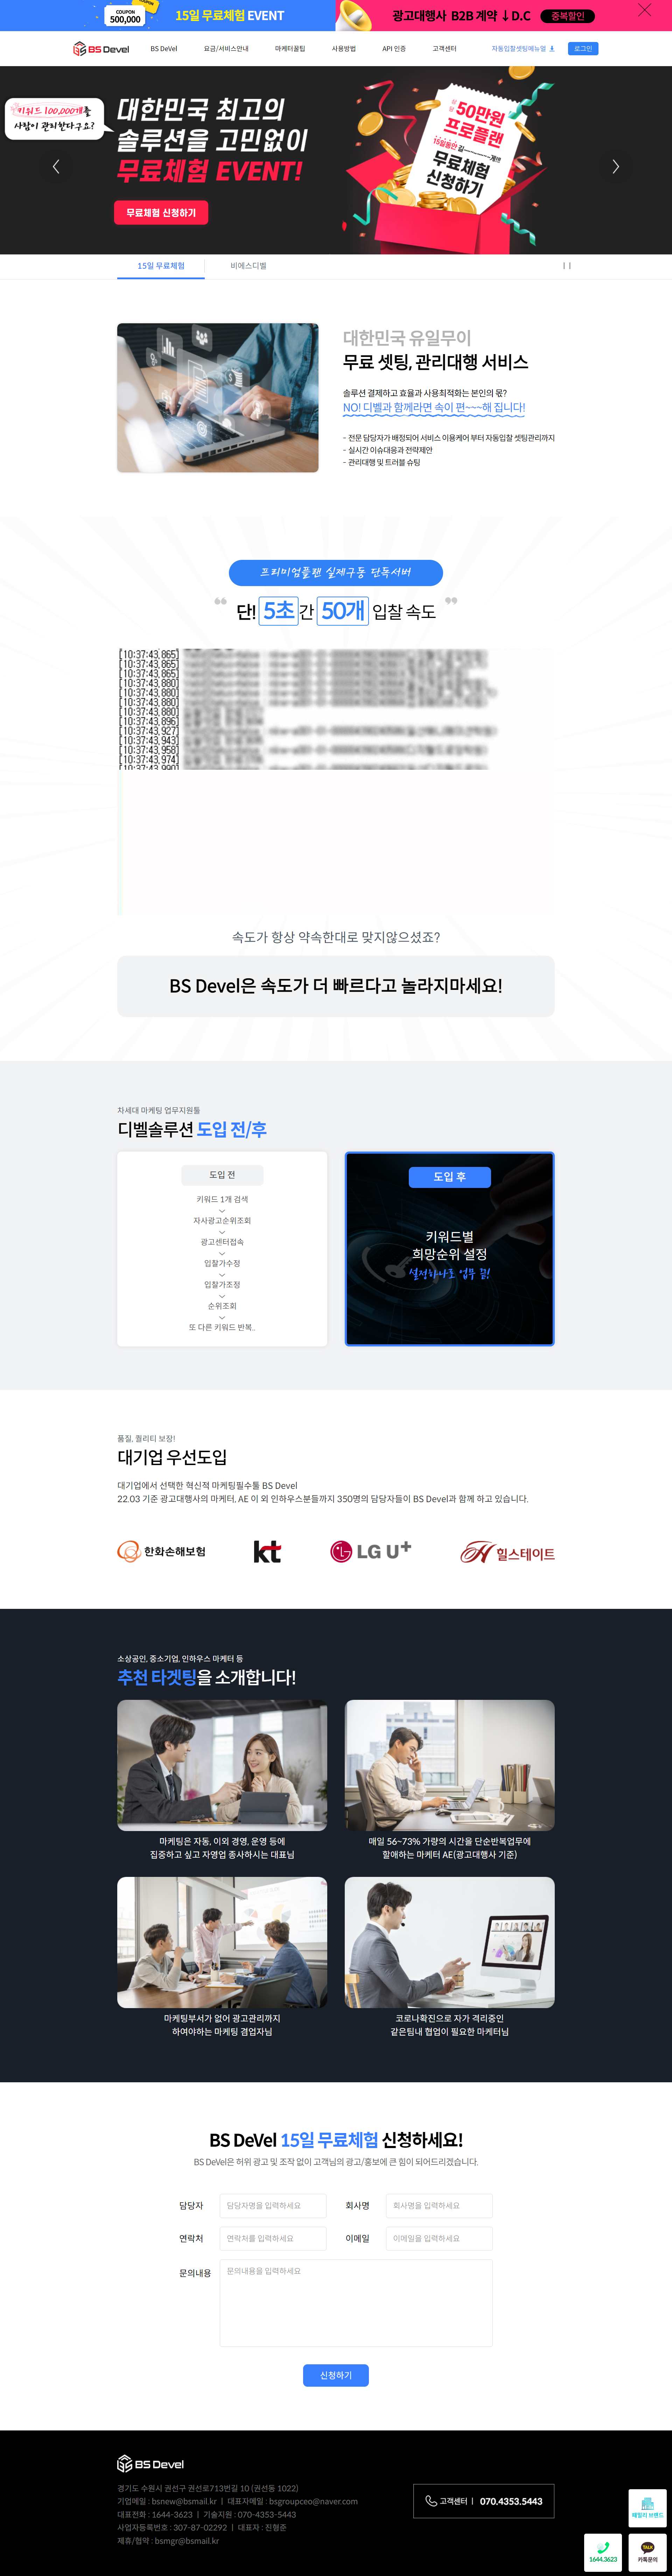 COUPON
500,000
COUPON
15일 무료체험 EVENT
광고대행사 B2B 계약 ↓D.C
중복할인
BS Devel
BS DeVel
요금/서비스안내
마케터꿀팁
사용방법
API 인증
고객센터
자동입찰셋팅메뉴얼
로그인
키워드 100,000개를
사람이 관리한다구요?
대한민국 최고의
솔루션을 고민없이
무료체험 EVENT!
무료체험 신청하기
50만원
프로플랜
15일동안
무료체험
신청하기
15일 무료체험
비에스디벨
대한민국 유일무이
무료 셋팅, 관리대행 서비스
솔루션 결제하고 효율과 사용최적화는 본인의 몫?
NO! 디벨과 함께라면 속이 편~~~해 집니다!
- 전문 담당자가 배정되어 서비스 이용케어 부터 자동입찰 셋팅관리까지
- 실시간 이슈대응과 전략제안
- 관리대행 및 트러블 슈팅
프리미엄플랜 실제구동 단독서버
단! 5초간 50개 입찰 속도
[10:37:43,865]
[10:37:43,865]
[10:37:43,865]
[10:37:43,880]
[10:37:43,880]
[10:37:43,880]
[10:37:43,880]
[10:37:43,896]
[10:37:43,927]
[10:37:43,943]
[10:37:43,958]
[10:37:43,974]
[10:37:43,990]
속도가 항상 약속한대로 맞지않으셨죠?
BS Devel은 속도가 더 빠르다고 놀라지마세요!
차세대 마케팅 업무지원툴
디벨솔루션 도입 전/후
도입 전
키워드 1개 검색
자사광고순위조회
광고센터접속
입찰가수정
입찰가조정
순위조회
또 다른 키워드 반복..
도입 후
키워드별
희망순위 설정
설정하나로 업무 끝!
품질, 퀄리티 보장!
대기업 우선도입
대기업에서 선택한 혁신적 마케팅필수툴 BS Devel
22.03 기준 광고대행사의 마케터, AE 이 외 인하우스분들까지 350명의 담당자들이 BS Devel과 함께 하고 있습니다.
한화손해보험
kt
LG U+
힐스테이트
소상공인, 중소기업, 인하우스 마케터 등
추천 타겟팅을 소개합니다!
마케팅은 자동, 이외 경영, 운영 등에
집중하고 싶고 자영업 종사하시는 대표님
매일 56~73% 가량의 시간을 단순반복업무에
할애하는 마케터 AE(광고대행사 기준)
마케팅부서가 없어 광고관리까지
하여야하는 마케팅 겸업자님
코로나확진으로 자가 격리중인
같은팀내 협업이 필요한 마케터님
BS DeVel 15일 무료체험 신청하세요!
BS DeVel은 허위 광고 및 조작 없이 고객님의 광고/홍보에 큰 힘이 되어드리겠습니다.
담당자
담당자명을 입력하세요
회사명
회사명을 입력하세요
연락처
연락처를 입력하세요
이메일
이메일을 입력하세요
문의내용
문의내용을 입력하세요
신청하기
BS Devel
경기도 수원시 권선구 권선로713번길 10 (권선동 1022)
기업메일 : bsnew@bsmail.kr | 대표자메일 : bsgroupceo@naver.com
대표전화 : 1644-3623 | 기술지원 : 070-4353-5443
사업자등록번호 : 307-87-02292 | 대표자 : 진형준
제휴/협약 : bsmgr@bsmail.kr
고객센터 | 070.4353.5443
패밀리 브랜드
1644.3623
TALK
카톡문의